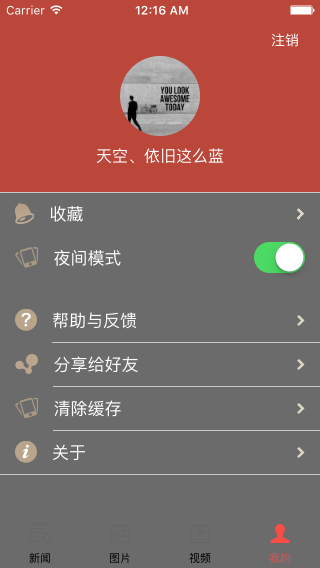 Carrier 12:16 AM
注销
YOU LOOK
AWESOME
TODAY
天空、依旧这么蓝
收藏
夜间模式
帮助与反馈
分享给好友
清除缓存
关于
新闻 图片 视频 我的